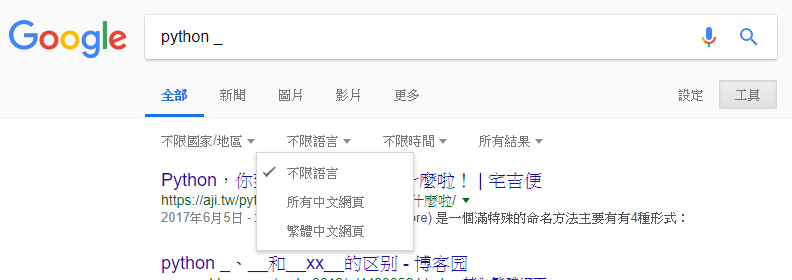 Google
python _
全部 新聞 圖片 影片 更多 設定 工具
不限國家/地區 不限語言 不限時間 所有結果
不限語言
所有中文網頁
繁體中文網頁
Python，你 什麼啦！ | 宅吉便
https://aji.tw/pyt 什麼啦/
2017年6月5日 - re) 是一個滿特殊的命名方法主要有有4種形式：
python _、__和__xx__的区别 - 博客园